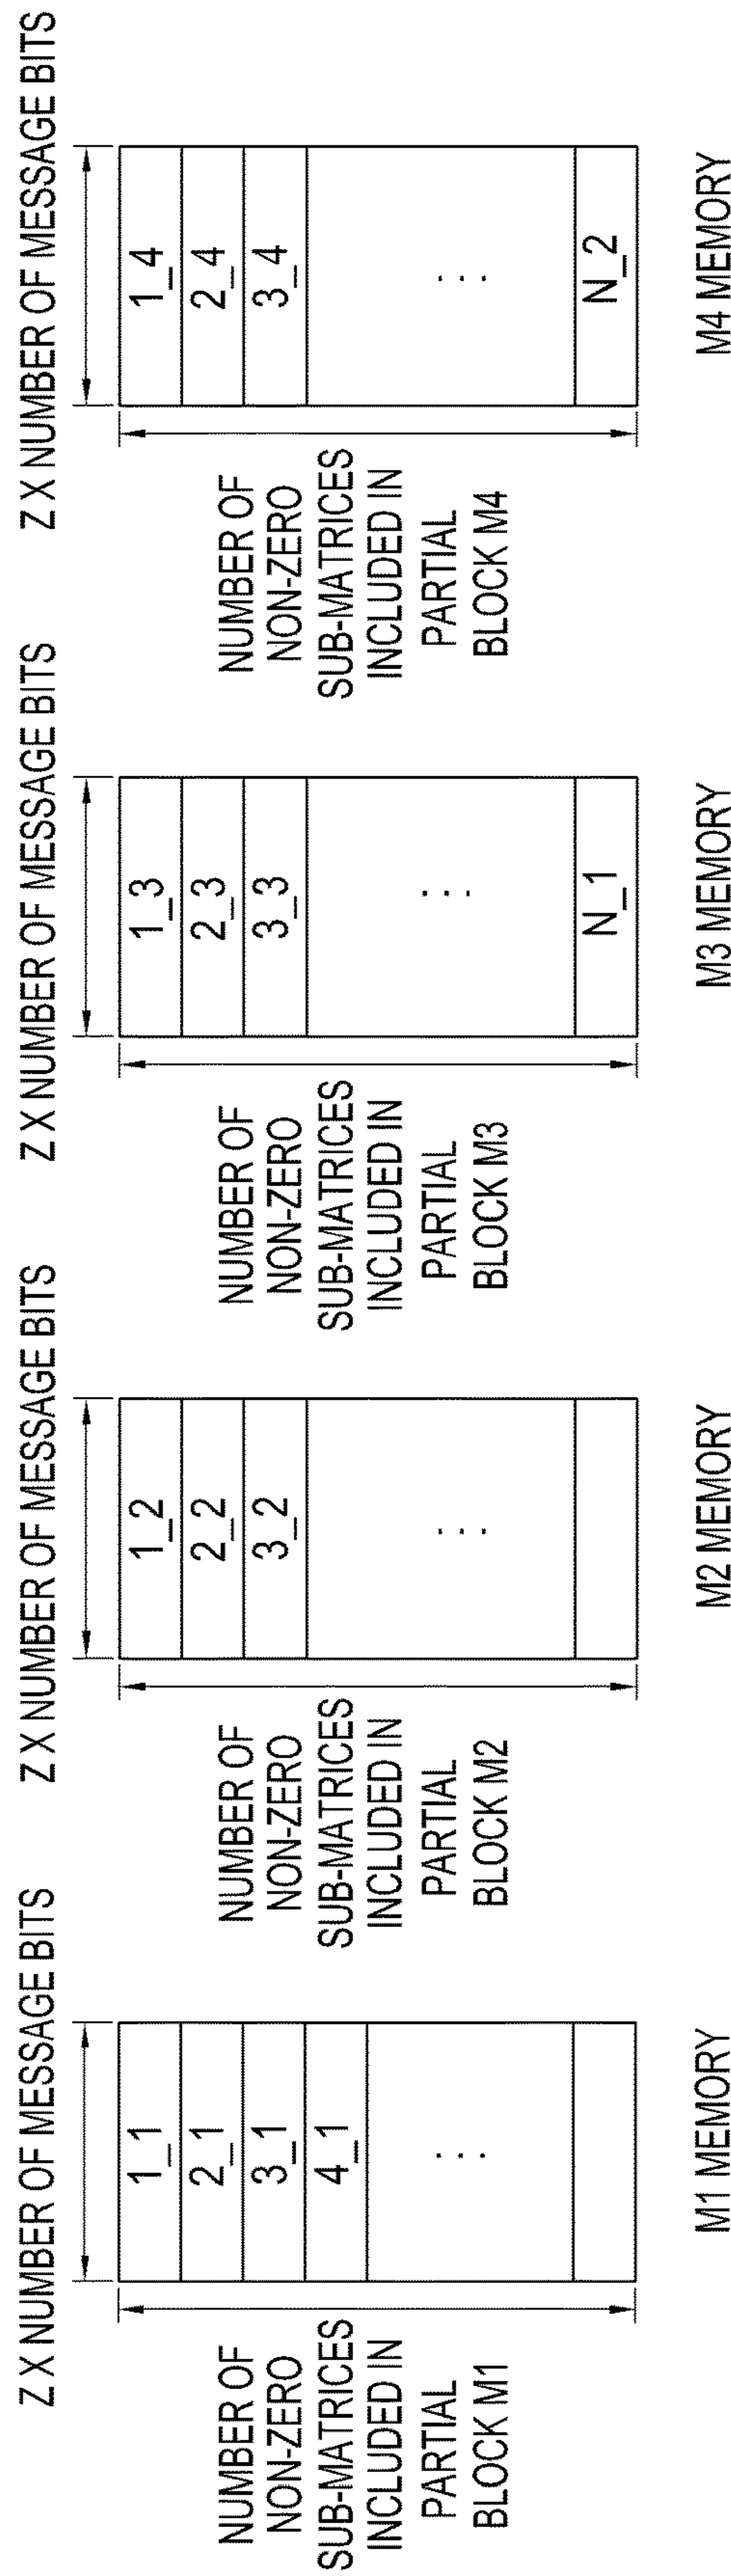 Z X NUMBER OF MESSAGE BITS
NUMBER OF
NON-ZERO
SUB-MATRICES
INCLUDED IN
PARTIAL
BLOCK M1
1_1
2_1
3_1
4_1
...
M1 MEMORY
Z X NUMBER OF MESSAGE BITS
NUMBER OF
NON-ZERO
SUB-MATRICES
INCLUDED IN
PARTIAL
BLOCK M2
1_2
2_2
3_2
...
M2 MEMORY
Z X NUMBER OF MESSAGE BITS
NUMBER OF
NON-ZERO
SUB-MATRICES
INCLUDED IN
PARTIAL
BLOCK M3
1_3
2_3
3_3
...
N_1
M3 MEMORY
Z X NUMBER OF MESSAGE BITS
NUMBER OF
NON-ZERO
SUB-MATRICES
INCLUDED IN
PARTIAL
BLOCK M4
1_4
2_4
3_4
...
N_2
M4 MEMORY